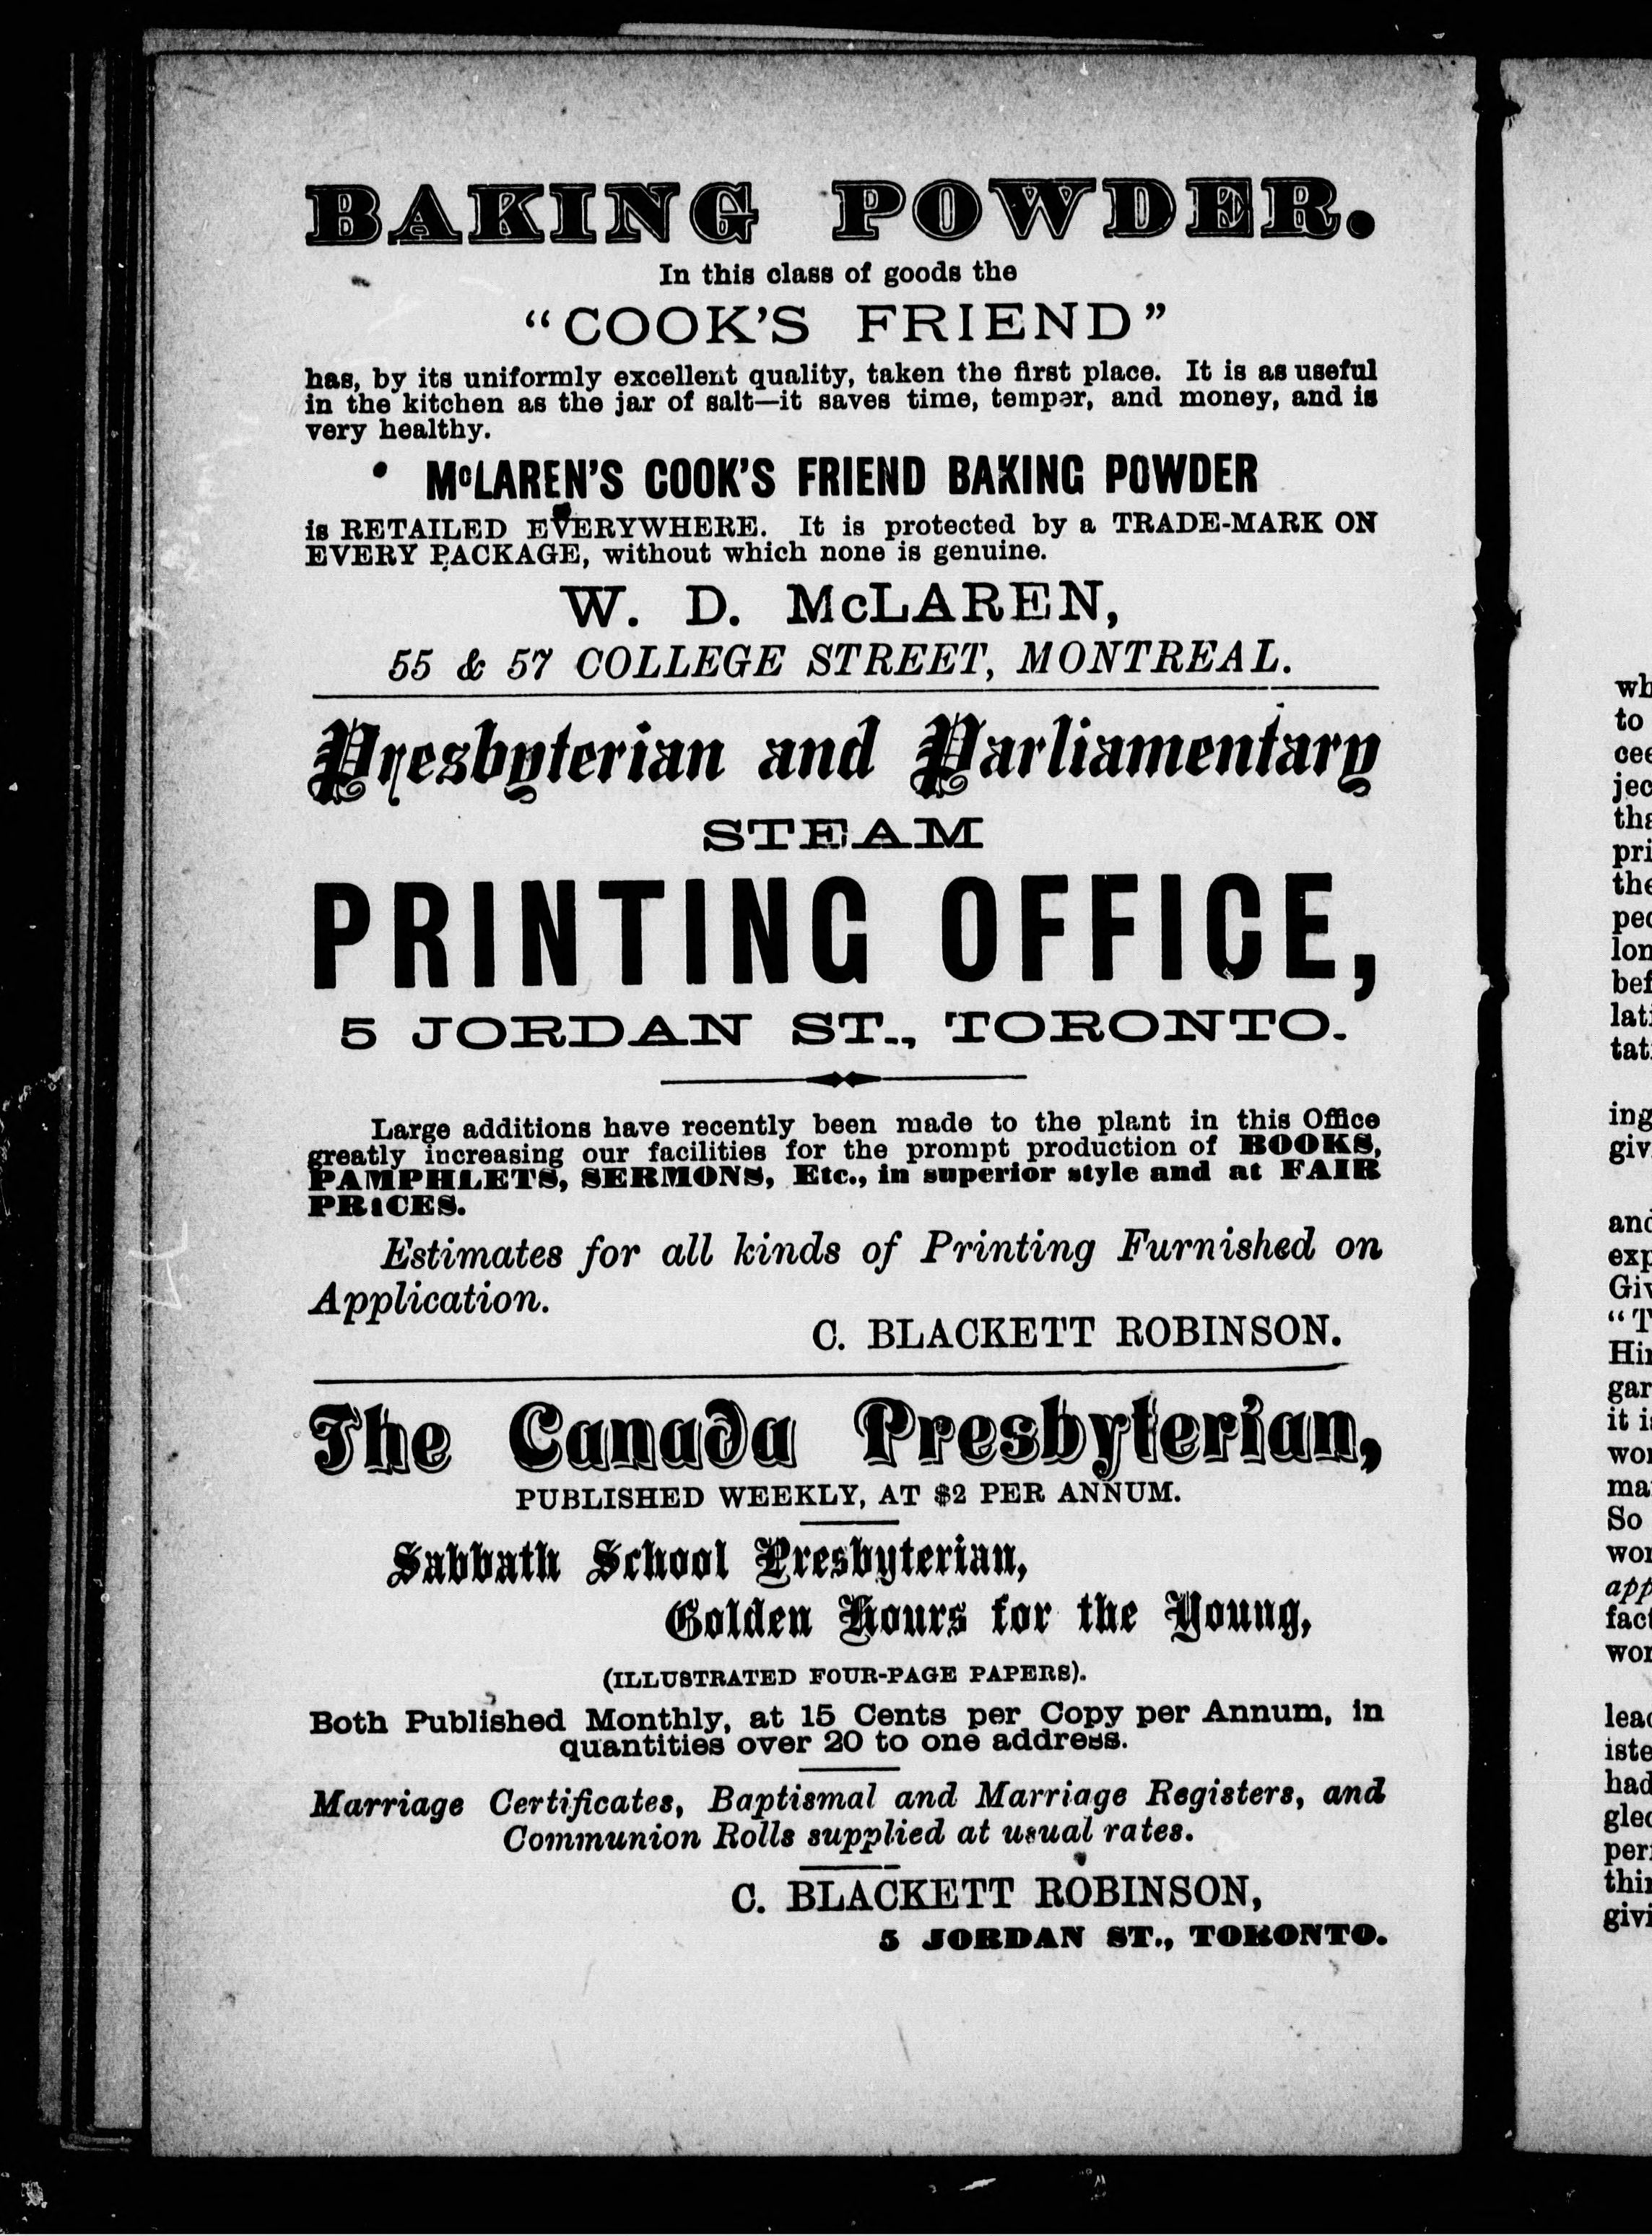 BAKING POWDER.
In this class of goods the
"COOK'S FRIEND"
has, by its uniformly excellent quality, taken the first place. It is as useful
in the kitchen as the jar of salt—it saves time, temper, and money, and is
very healthy.
McLAREN'S COOK'S FRIEND BAKING POWDER
is RETAILED EVERYWHERE. It is protected by a TRADE-MARK ON
EVERY PACKAGE, without which none is genuine.
W. D. McLAREN,
55 & 57 COLLEGE STREET, MONTREAL.
Presbyterian and Parliamentary
STEAM
PRINTING OFFICE,
5 JORDAN ST., TORONTO.
Large additions have recently been made to the plant in this Office
greatly increasing our facilities for the prompt production of BOOKS,
PAMPHLETS, SERMONS, Etc., in superior style and at FAIR
PRICES.
Estimates for all kinds of Printing Furnished on
Application.
C. BLACKETT ROBINSON.
The Canada Presbyterian,
PUBLISHED WEEKLY, AT $2 PER ANNUM.
Sabbath School Presbyterian,
Golden Hours for the Young,
(ILLUSTRATED FOUR-PAGE PAPERS).
Both Published Monthly, at 15 Cents per Copy per Annum, in
quantities over 20 to one address.
Marriage Certificates, Baptismal and Marriage Registers, and
Communion Rolls supplied at usual rates.
C. BLACKETT ROBINSON,
5 JORDAN ST., TORONTO.